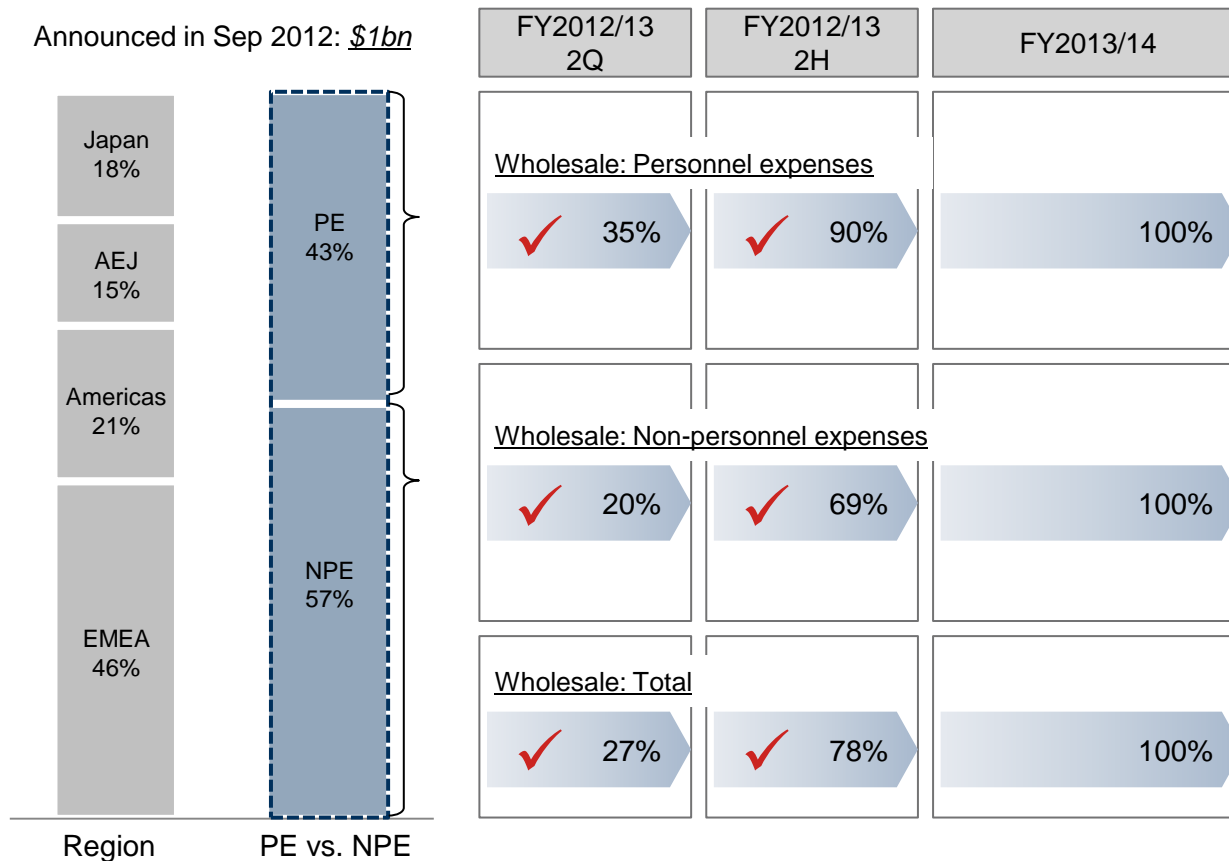 Announced in Sep 2012: $1bn
FY2012/13
2Q
FY2012/13
2H
FY2013/14
Japan
18%
AEJ
15%
Americas
21%
EMEA
46%
Region
PE
43%
NPE
57%
PE vs. NPE
Wholesale: Personnel expenses
35%
90%
100%
Wholesale: Non-personnel expenses
20%
69%
100%
Wholesale: Total
27%
78%
100%